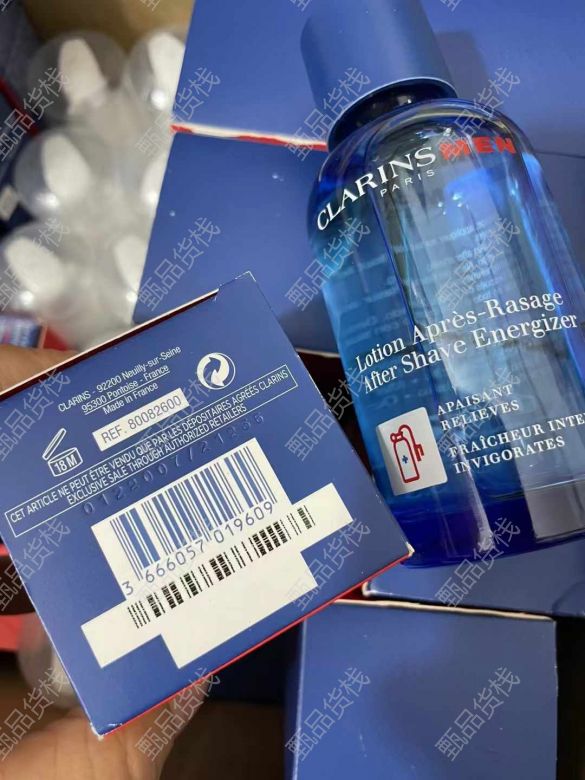 CLARINS MEN
PARIS
Lotion Après-Rasage
After Shave Energizer
APAISANT
RELIEVES
FRAÎCHEUR INTE
INVIGORATES
CLARINS - 92200 Neuilly-sur-Seine
95300 Pontoise - France
Made in France
REF. 80082600
18M
CET ARTICLE NE PEUT ÊTRE VENDU QUE PAR LES DÉPOSITAIRES AGRÉÉS CLARINS
EXCLUSIVE SALE THROUGH AUTHORIZED RETAILERS
3 666057 019609
甄品货栈